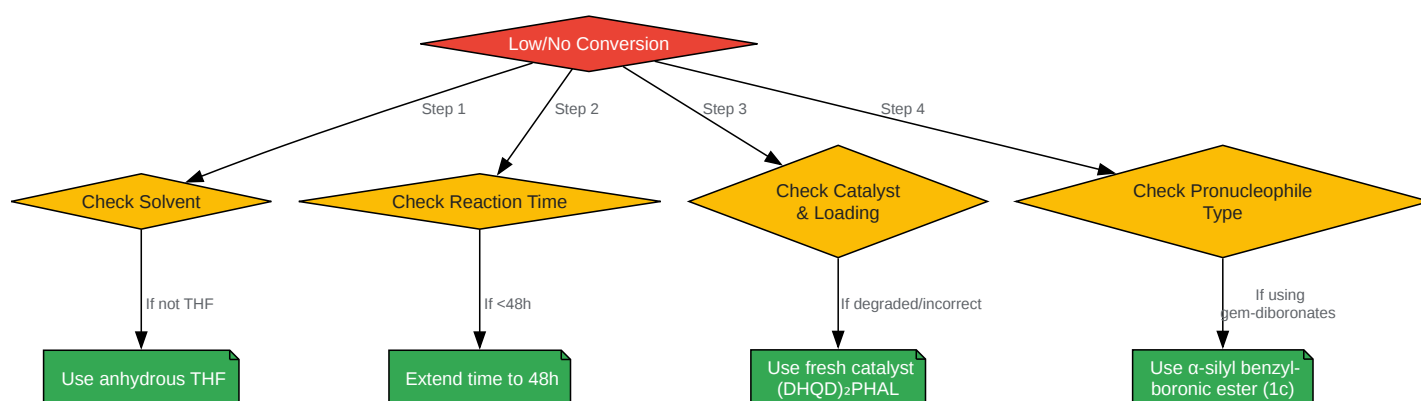 Low/No Conversion
Step 1
Step 2
Step 3
Step 4
Check Solvent
Check Reaction Time
Check Catalyst
& Loading
Check Pronucleophile
Type
If not THF
If <48h
If degraded/incorrect
If using
gem-diboronates
Use anhydrous THF
Extend time to 48h
Use fresh catalyst
(DHQD)₂PHAL
Use α-silyl benzyl-
boronic ester (1c)